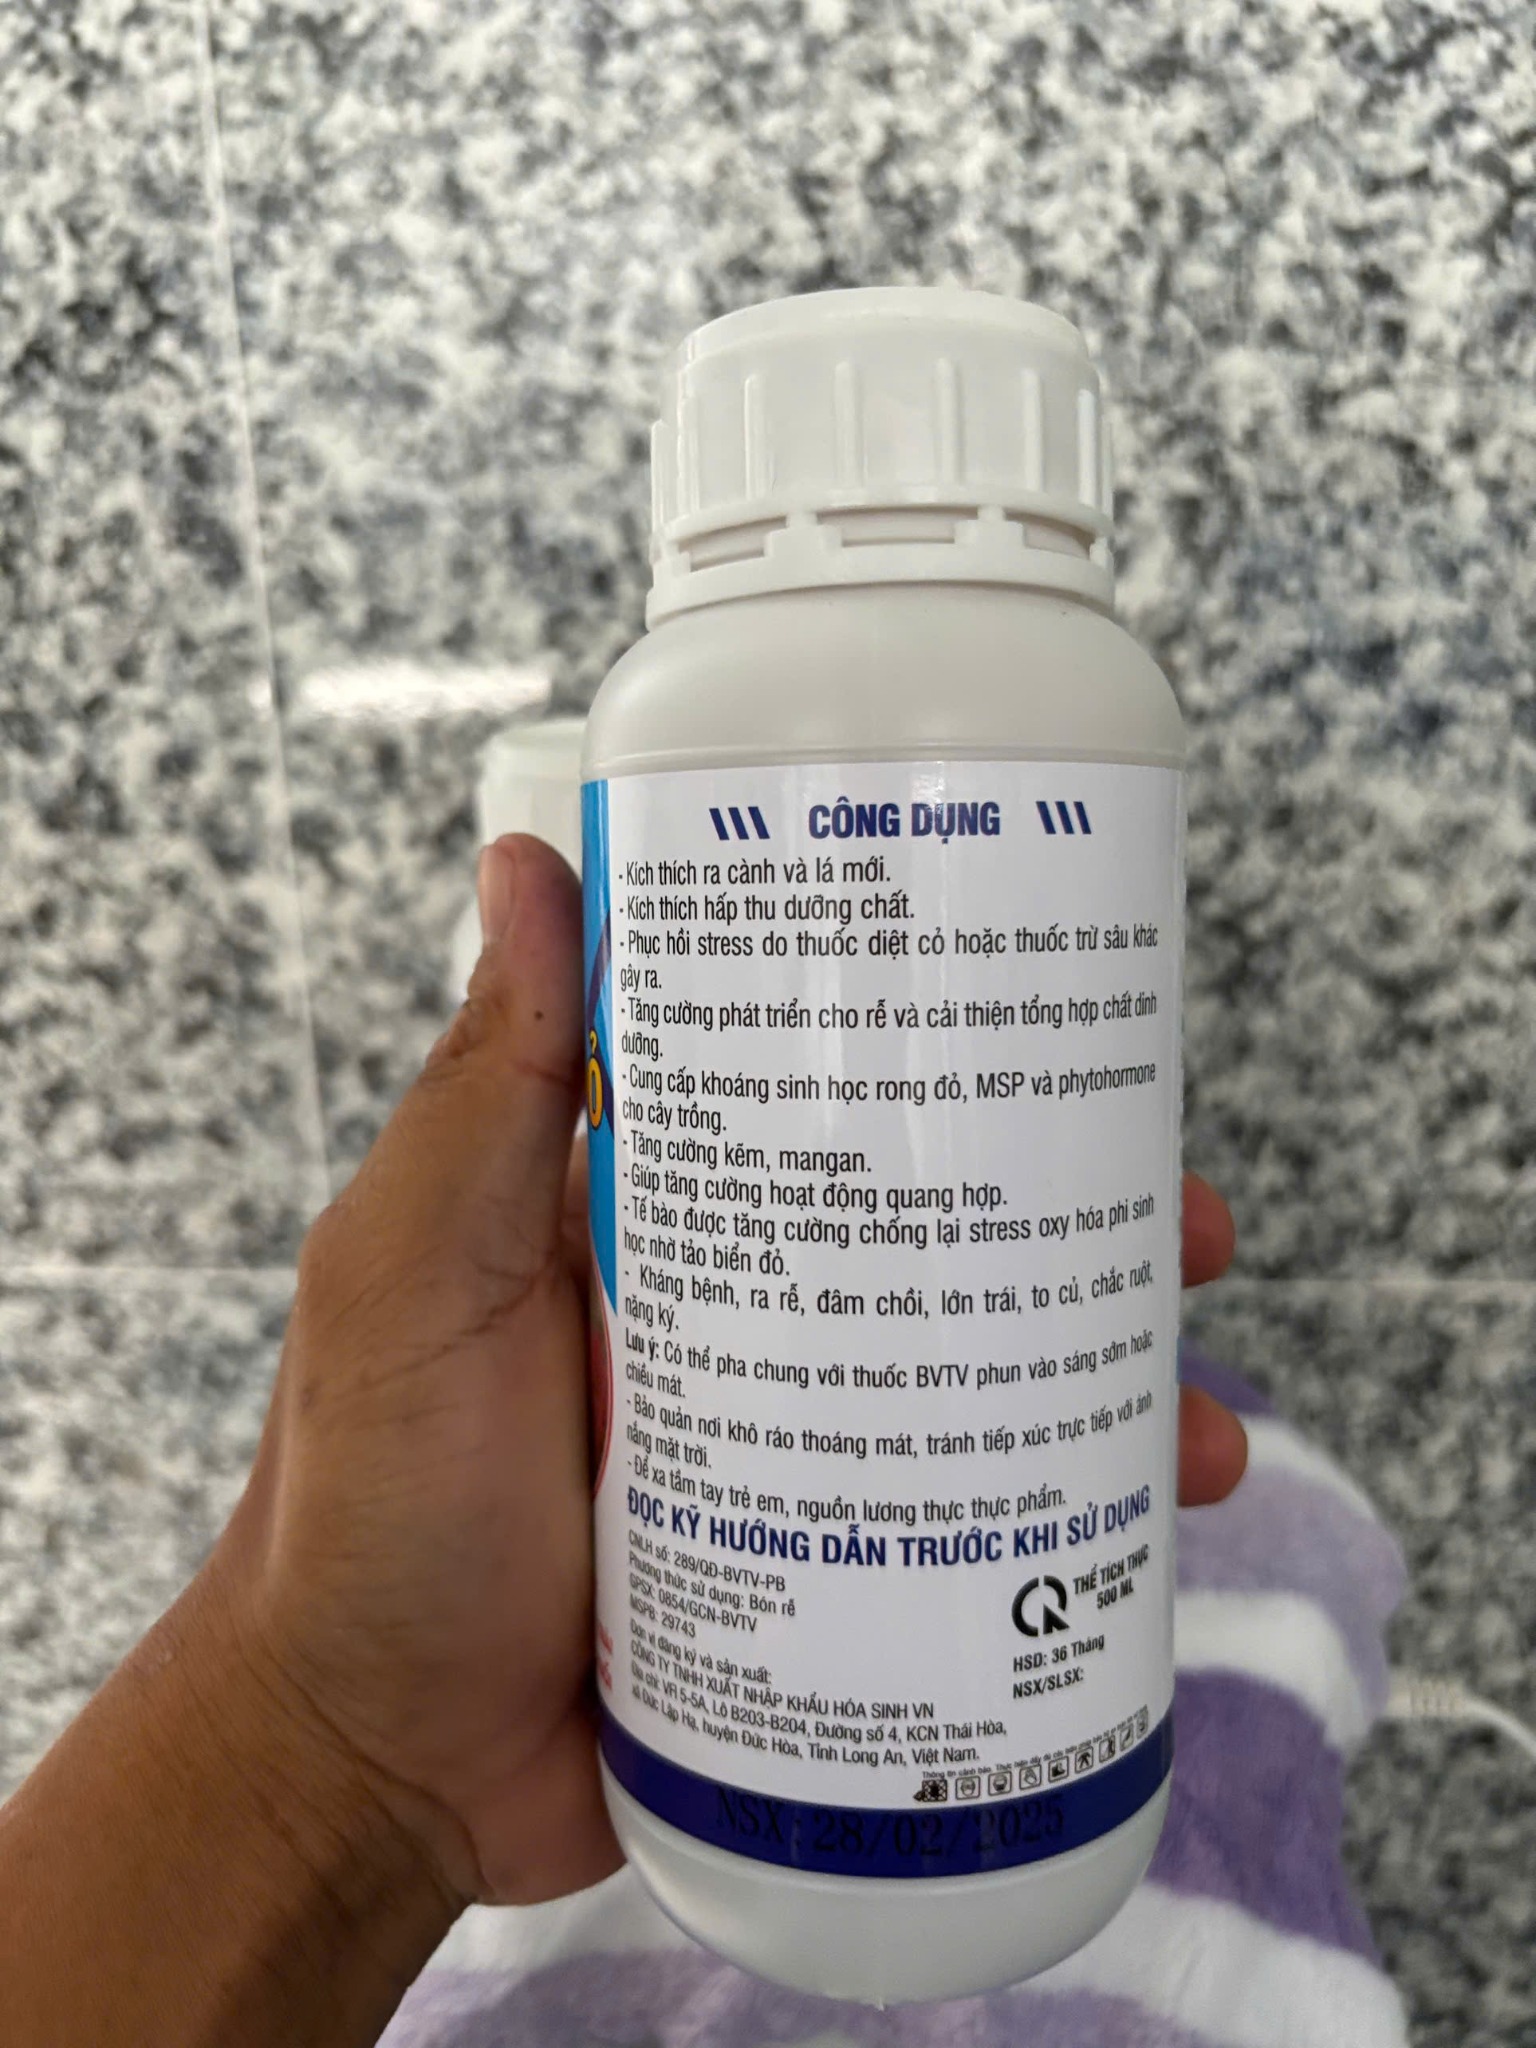 CÔNG DỤNG
- Kích thích ra cành và lá mới.
- Kích thích hấp thu dưỡng chất.
- Phục hồi stress do thuốc diệt cỏ hoặc thuốc trừ sâu khác
gây ra.
- Tăng cường phát triển cho rễ và cải thiện tổng hợp chất dinh
dưỡng.
- Cung cấp khoáng sinh học rong đỏ, MSP và phytohormone
cho cây trồng.
- Tăng cường kẽm, mangan.
- Giúp tăng cường hoạt động quang hợp.
- Tế bào được tăng cường chống lại stress oxy hóa phi sinh
học nhờ tảo biển đỏ.
- Kháng bệnh, ra rễ, đâm chồi, lớn trái, to củ, chắc ruột,
nặng ký.
Lưu ý: Có thể pha chung với thuốc BVTV phun vào sáng sớm hoặc
chiều mát.
- Bảo quản nơi khô ráo thoáng mát, tránh tiếp xúc trực tiếp với ánh
nắng mặt trời.
- Để xa tầm tay trẻ em, nguồn lương thực thực phẩm.
ĐỌC KỸ HƯỚNG DẪN TRƯỚC KHI SỬ DỤNG
CNLH số: 289/QĐ-BVTV-PB
Phương thức sử dụng: Bón rễ
GPSX: 0854/GCN-BVTV
MSPB: 29743
Đơn vị đăng ký và sản xuất:
CÔNG TY TNHH XUẤT NHẬP KHẨU HÓA SINH VN
Địa chỉ: VR 5-5A, Lô B203-B204, Đường số 4, KCN Thái Hòa,
xã Đức Lập Hạ, huyện Đức Hòa, Tỉnh Long An, Việt Nam.
THỂ TÍCH THỰC
500 ML
HSD: 36 Tháng
NSX/SLSX:
Thông tin cảnh báo.
NSX: 28/02/2025